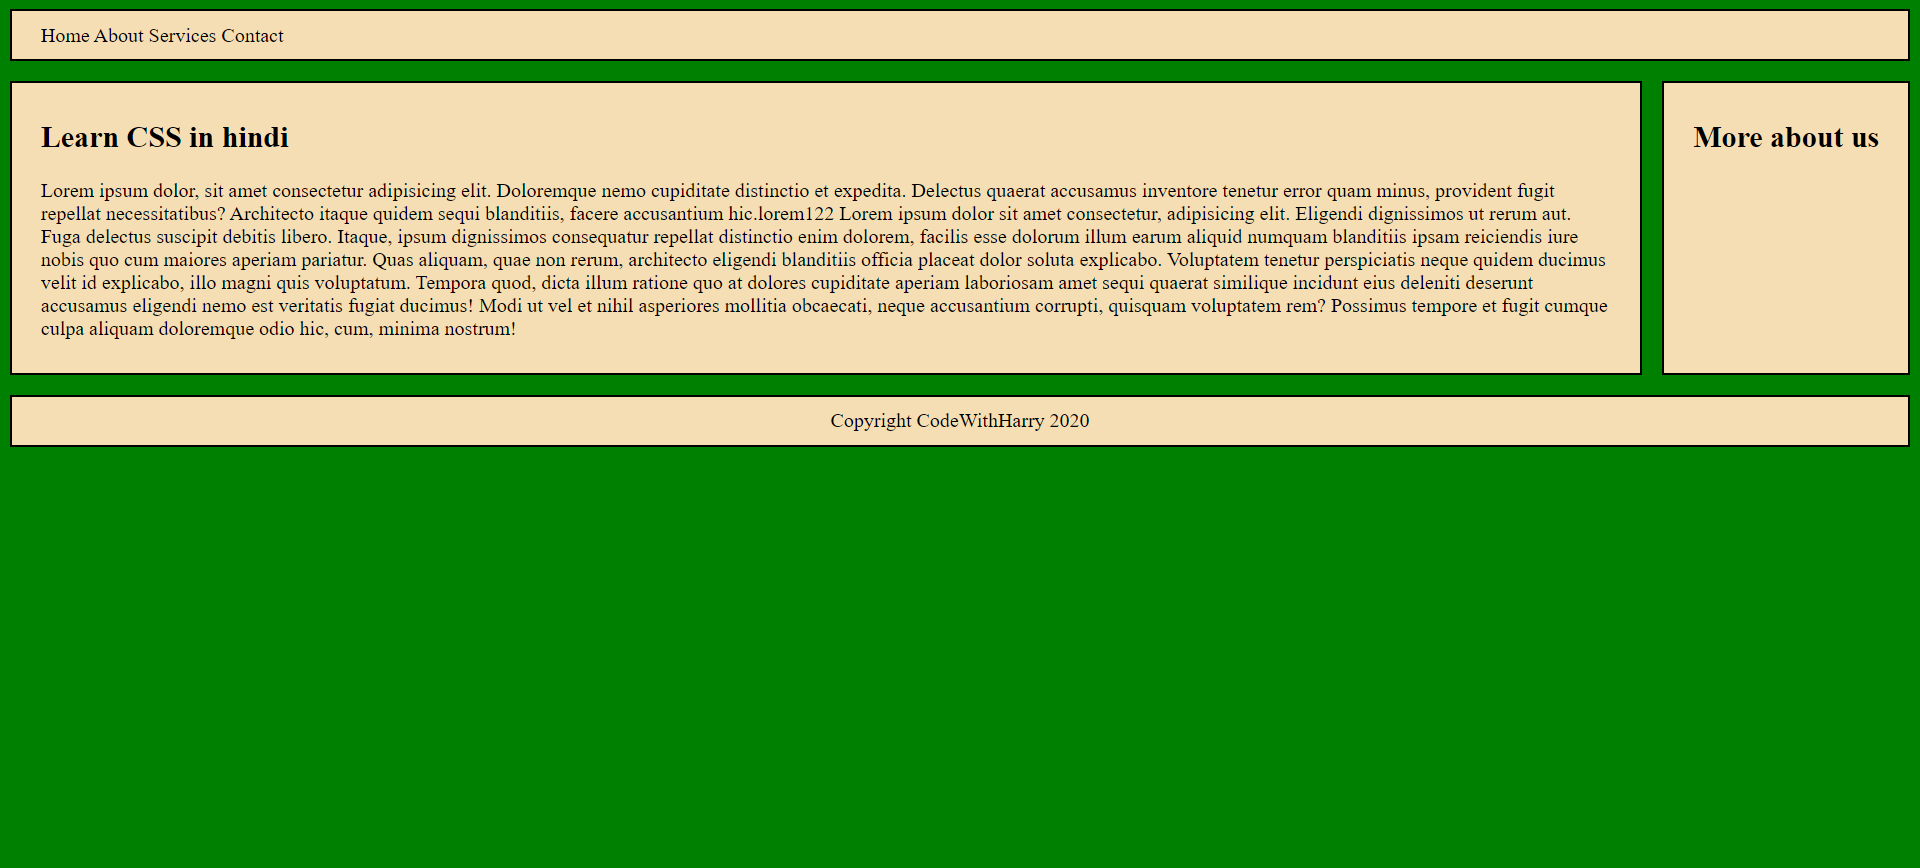 Home About Services Contact
Learn CSS in hindi
Lorem ipsum dolor, sit amet consectetur adipisicing elit. Doloremque nemo cupiditate distinctio et expedita. Delectus quaerat accusamus inventore tenetur error quam minus, provident fugit
repellat necessitatibus? Architecto itaque quidem sequi blanditiis, facere accusantium hic.lorem122 Lorem ipsum dolor sit amet consectetur, adipisicing elit. Eligendi dignissimos ut rerum aut.
Fuga delectus suscipit debitis libero. Itaque, ipsum dignissimos consequatur repellat distinctio enim dolorem, facilis esse dolorum illum earum aliquid numquam blanditiis ipsam reiciendis iure
nobis quo cum maiores aperiam pariatur. Quas aliquam, quae non rerum, architecto eligendi blanditiis officia placeat dolor soluta explicabo. Voluptatem tenetur perspiciatis neque quidem ducimus
velit id explicabo, illo magni quis voluptatum. Tempora quod, dicta illum ratione quo at dolores cupiditate aperiam laboriosam amet sequi quaerat similique incidunt eius deleniti deserunt
accusamus eligendi nemo est veritatis fugiat ducimus! Modi ut vel et nihil asperiores mollitia obcaecati, neque accusantium corrupti, quisquam voluptatem rem? Possimus tempore et fugit cumque
culpa aliquam doloremque odio hic, cum, minima nostrum!
More about us
Copyright CodeWithHarry 2020